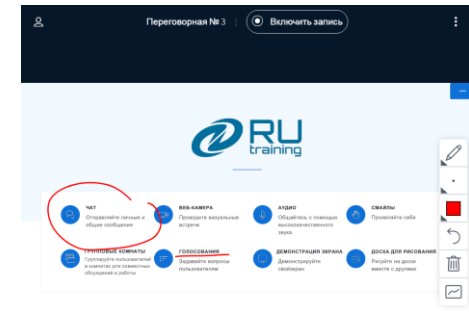 Переговорная № 3
Включить запись
RU
training
ЧАТ
Отправляйте личные и
общие сообщения
ВЕБ-КАМЕРА
Проводите визуальные
встречи
АУДИО
Общайтесь с помощью
высококачественного
звука
СМАЙЛЫ
Проявляйте себя
ГРУППОВЫЕ КОМНАТЫ
Группируйте пользователей
в комнатах для совместных
обсуждений и работы
ГОЛОСОВАНИЯ
Задавайте вопросы
пользователям
ДЕМОНСТРАЦИЯ ЭКРАНА
Демонстрируйте
свой экран
ДОСКА ДЛЯ РИСОВАНИЯ
Рисуйте на доске
вместе с другими